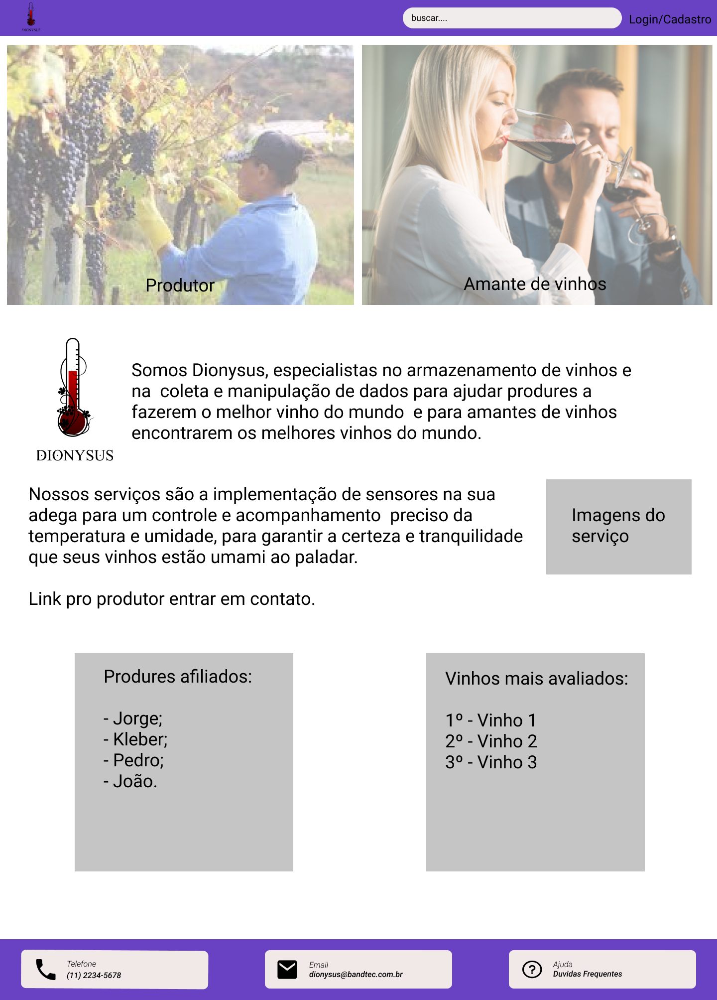 DIONYSUS
buscar....
Login/Cadastro
Produtor
Amante de vinhos
DIONYSUS
Somos Dionysus, especialistas no armazenamento de vinhos e
na coleta e manipulação de dados para ajudar produres a
fazerem o melhor vinho do mundo e para amantes de vinhos
encontrarem os melhores vinhos do mundo.
Nossos serviços são a implementação de sensores na sua
adega para um controle e acompanhamento preciso da
temperatura e umidade, para garantir a certeza e tranquilidade
que seus vinhos estão umami ao paladar.
Link pro produtor entrar em contato.
Imagens do
serviço
Produres afiliados:
- Jorge;
- Kleber;
- Pedro;
- João.
Vinhos mais avaliados:
1º - Vinho 1
2º - Vinho 2
3º - Vinho 3
Telefone
(11) 2234-5678
Email
dionysus@bandtec.com.br
Ajuda
Duvidas Frequentes